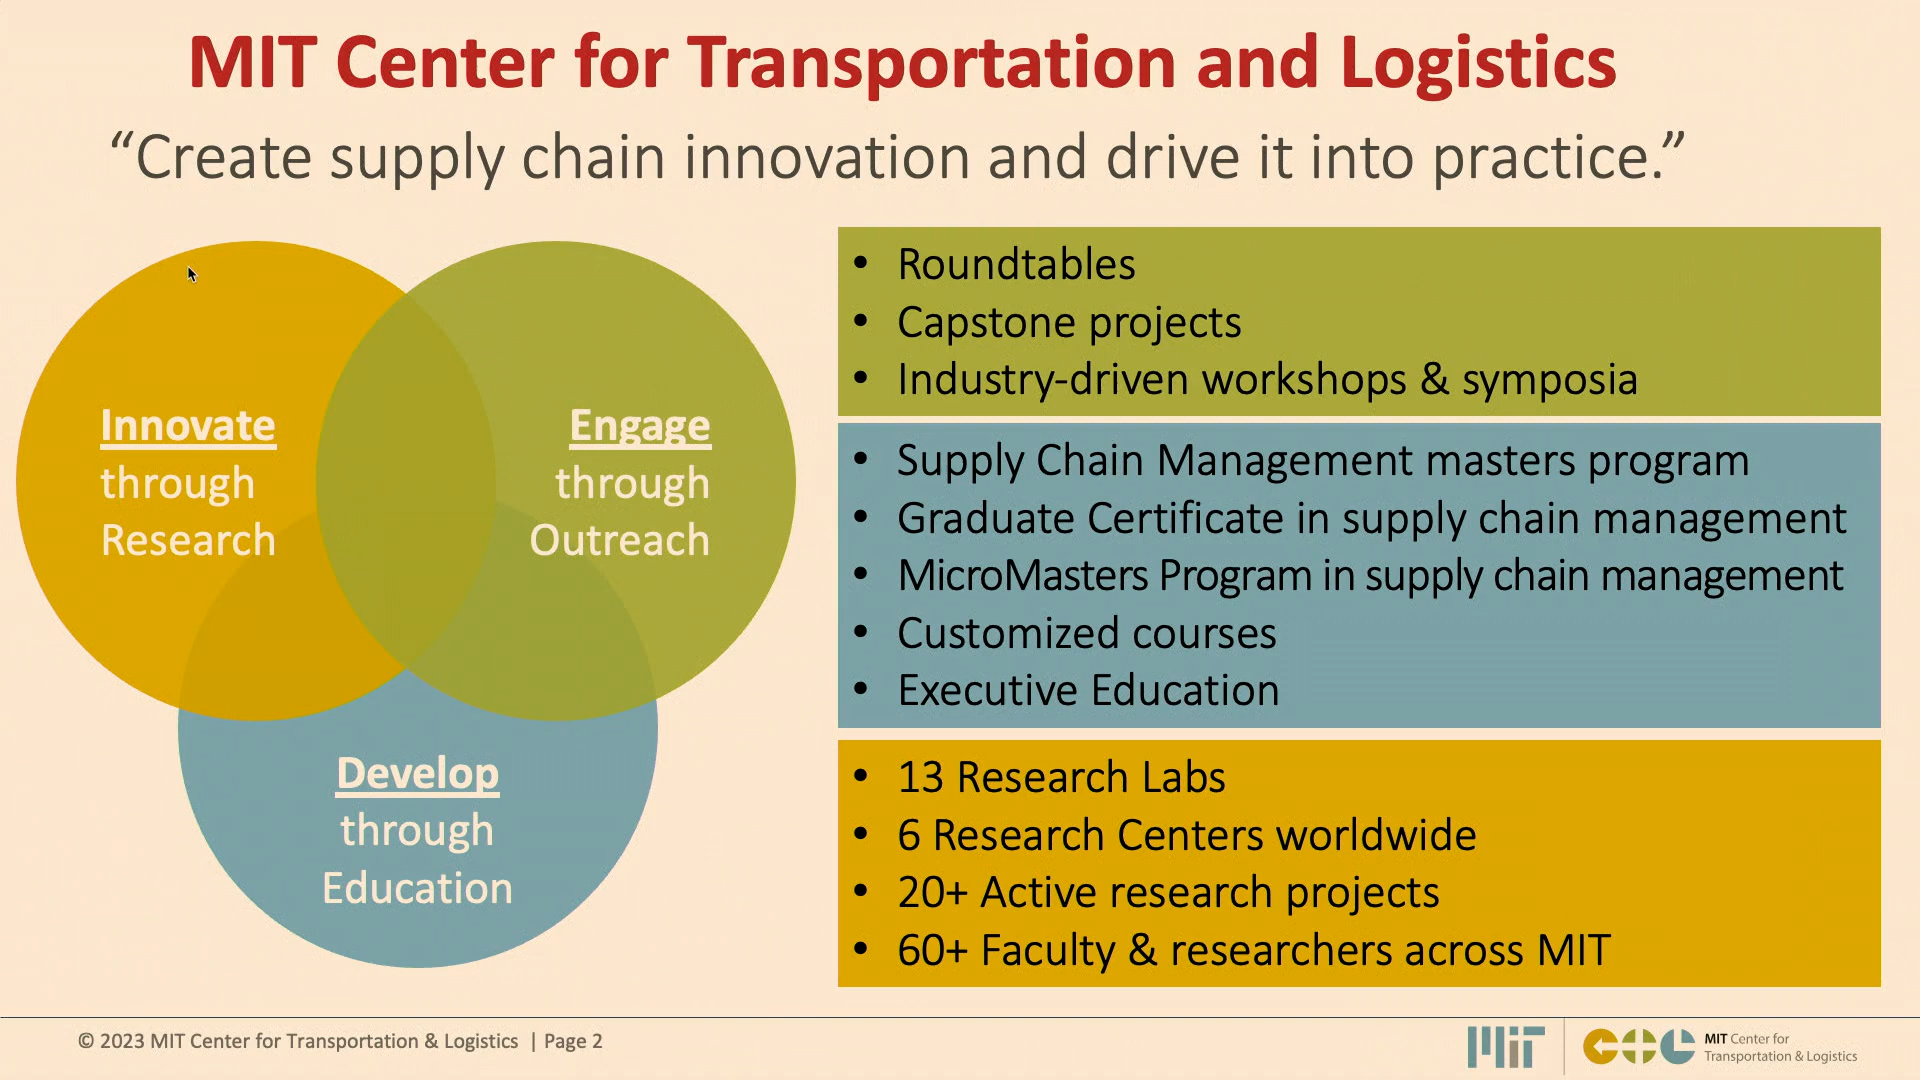 MIT Center for Transportation and Logistics
“Create supply chain innovation and drive it into practice.”
Innovate
through
Research
Engage
through
Outreach
Develop
through
Education
• Roundtables
• Capstone projects
• Industry-driven workshops & symposia
• Supply Chain Management masters program
• Graduate Certificate in supply chain management
• MicroMasters Program in supply chain management
• Customized courses
• Executive Education
• 13 Research Labs
• 6 Research Centers worldwide
• 20+ Active research projects
• 60+ Faculty & researchers across MIT
© 2023 MIT Center for Transportation & Logistics | Page 2
MIT
MIT Center for
Transportation & Logistics